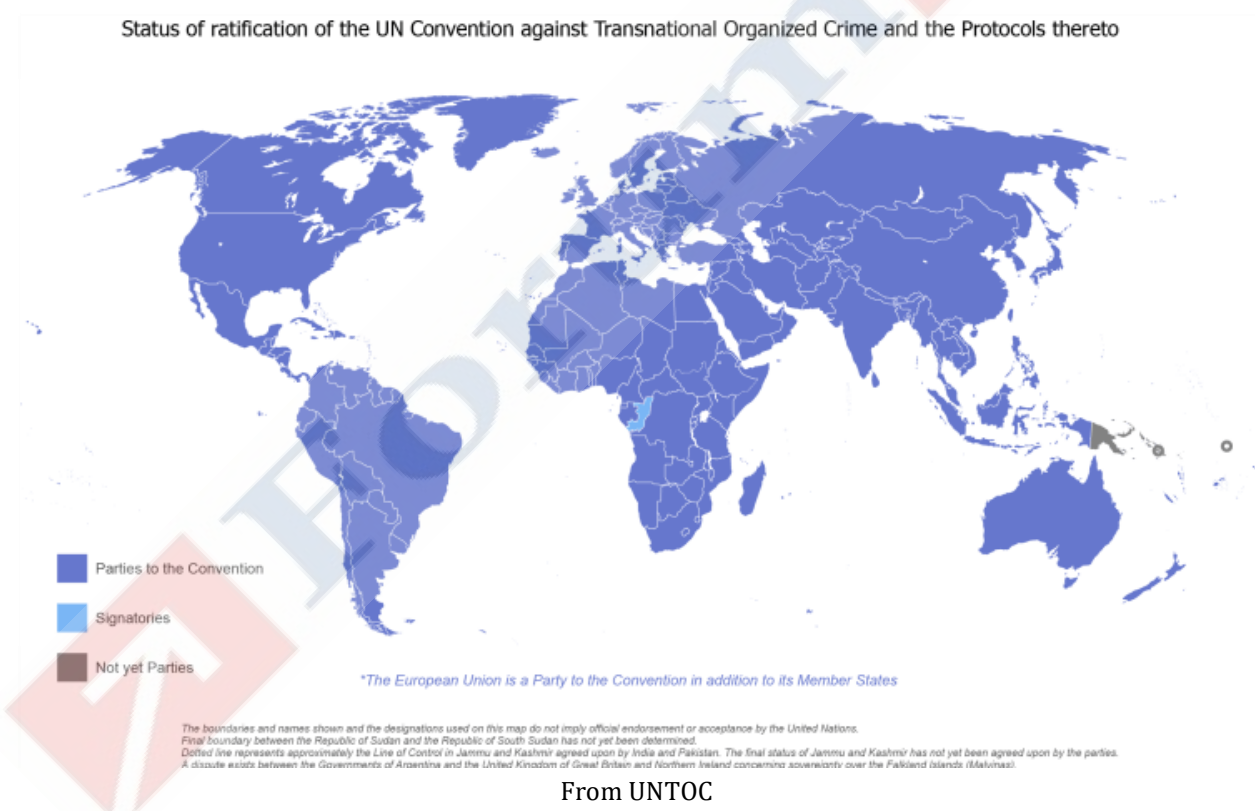 Status of ratification of the UN Convention against Transnational Organized Crime and the Protocols thereto
Parties to the Convention
Signatories
Not yet Parties
*The European Union is a Party to the Convention in addition to its Member States
The boundaries and names shown and the designations used on this map do not imply official endorsement or acceptance by the United Nations.
Final boundary between the Republic of Sudan and the Republic of South Sudan has not yet been determined.
Dotted line represents approximately the Line of Control in Jammu and Kashmir agreed upon by India and Pakistan. The final status of Jammu and Kashmir has not yet been agreed upon by the parties.
A dispute exists between the Governments of Argentina and the United Kingdom of Great Britain and Northern Ireland concerning sovereignty over the Falkland Islands (Malvinas).
From UNTOC